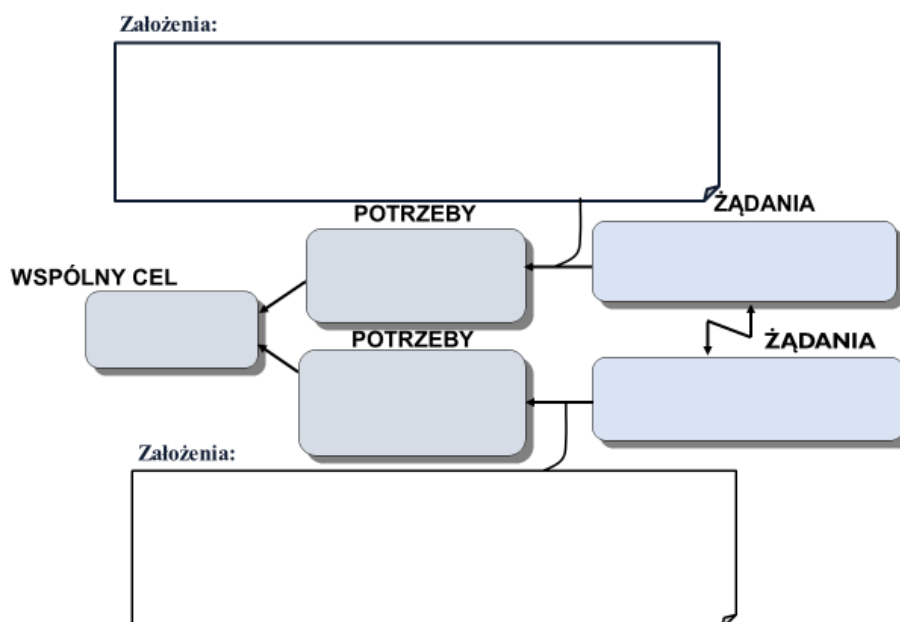 Założenia:
POTRZEBY
ŻĄDANIA
WSPÓLNY CEL
POTRZEBY
ŻĄDANIA
Założenia: